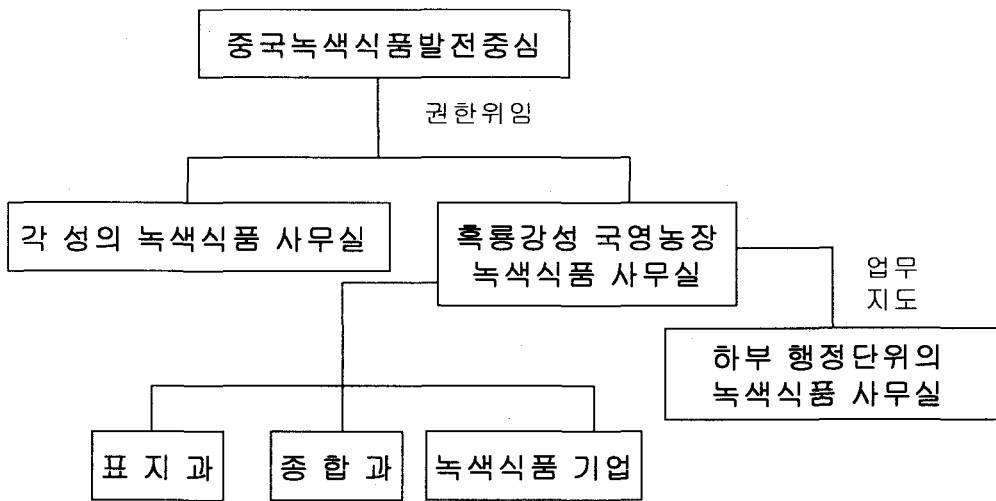 중국녹색식품발전중심
권한위임
각 성의 녹색식품 사무실
흑룡강성 국영농장
녹색식품 사무실
업무
지도
하부 행정단위의
녹색식품 사무실
표 지 과
종 합 과
녹색식품 기업